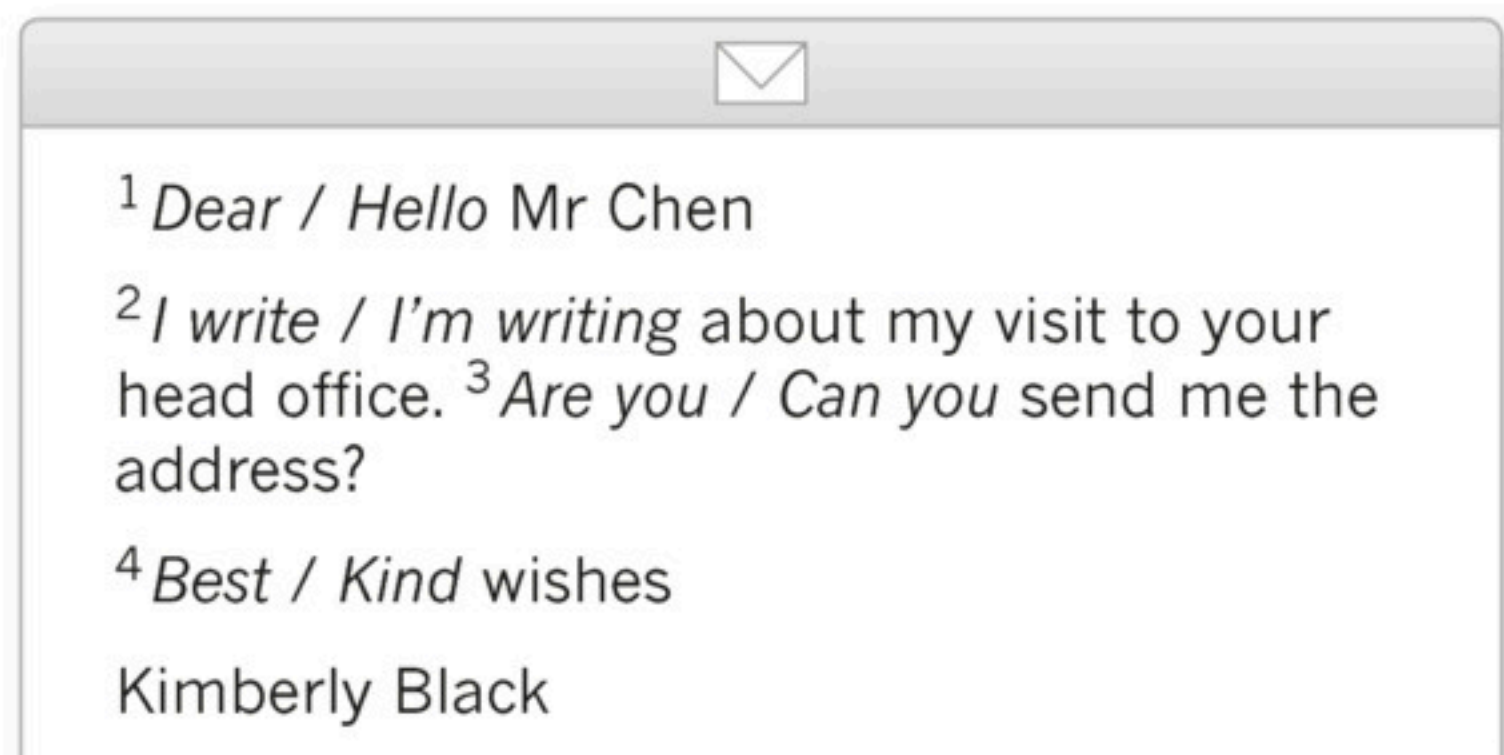 1 Dear / Hello Mr Chen
2 I write / I'm writing about my visit to your
head office. 3 Are you / Can you send me the
address?
4 Best / Kind wishes
Kimberly Black